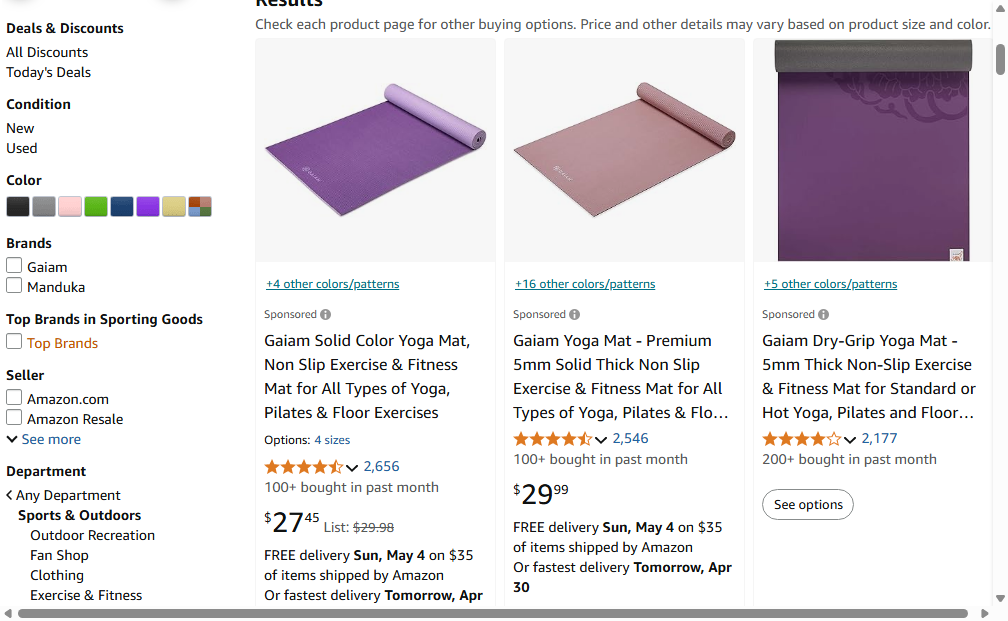 Deals & Discounts
All Discounts
Today's Deals
Condition
New
Used
Color
Brands
Gaiam
Manduka
Top Brands in Sporting Goods
Top Brands
Seller
Amazon.com
Amazon Resale
See more
Department
Any Department
Sports & Outdoors
Outdoor Recreation
Fan Shop
Clothing
Exercise & Fitness
Results
Check each product page for other buying options. Price and other details may vary based on product size and color.
+4 other colors/patterns
Sponsored
Gaiam Solid Color Yoga Mat,
Non Slip Exercise & Fitness
Mat for All Types of Yoga,
Pilates & Floor Exercises
Options: 4 sizes
2,656
100+ bought in past month
$2745 List: $29.98
FREE delivery Sun, May 4 on $35
of items shipped by Amazon
Or fastest delivery Tomorrow, Apr
+16 other colors/patterns
Sponsored
Gaiam Yoga Mat - Premium
5mm Solid Thick Non Slip
Exercise & Fitness Mat for All
Types of Yoga, Pilates & Flo…
2,546
100+ bought in past month
$2999
FREE delivery Sun, May 4 on $35
of items shipped by Amazon
Or fastest delivery Tomorrow, Apr
30
+5 other colors/patterns
Sponsored
Gaiam Dry-Grip Yoga Mat -
5mm Thick Non-Slip Exercise
& Fitness Mat for Standard or
Hot Yoga, Pilates and Floor…
2,177
200+ bought in past month
See options